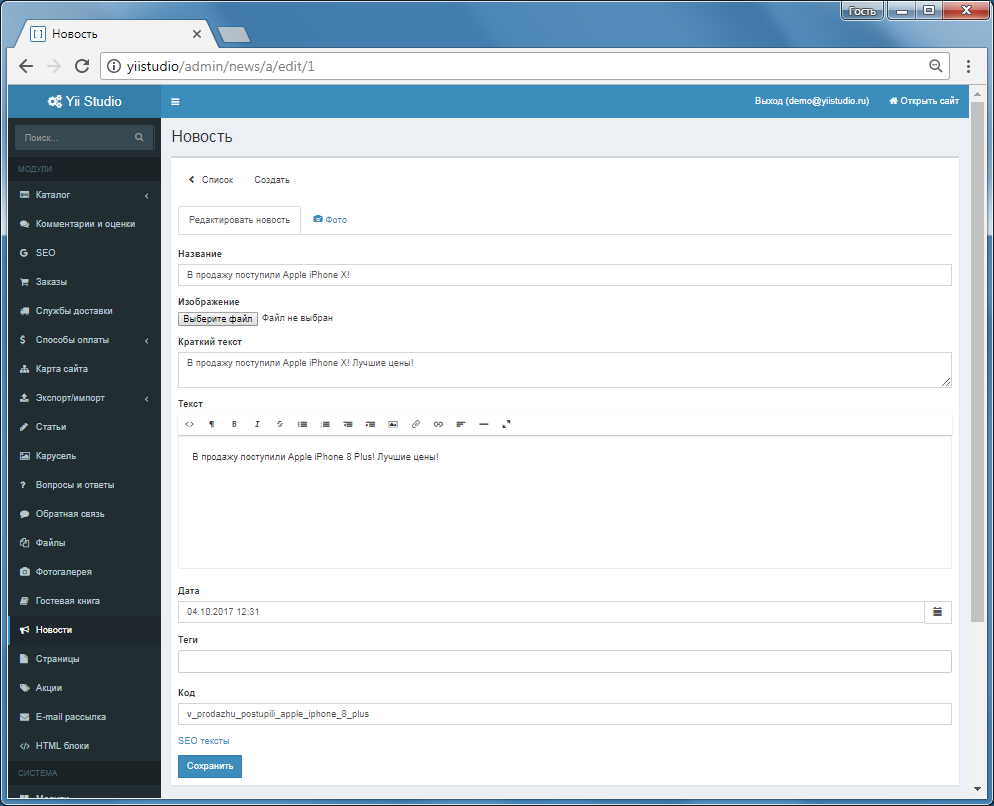 Гость
Новость
yiistudio/admin/news/a/edit/1
Yii Studio
Выход (demo@yiistudio.ru)
Открыть сайт
Поиск...
МОДУЛИ
Каталог
Комментарии и оценки
SEO
Заказы
Службы доставки
Способы оплаты
Карта сайта
Экспорт/импорт
Статьи
Карусель
Вопросы и ответы
Обратная связь
Файлы
Фотогалерея
Гостевая книга
Новости
Страницы
Акции
E-mail рассылка
HTML блоки
СИСТЕМА
Модули
Новость
Список
Создать
Редактировать новость
Фото
Название
В продажу поступили Apple iPhone X!
Изображение
Выберите файл Файл не выбран
Краткий текст
В продажу поступили Apple iPhone X! Лучшие цены!
Текст
В продажу поступили Apple iPhone 8 Plus! Лучшие цены!
Дата
04.10.2017 12:31
Теги
Код
v_prodazhu_postupili_apple_iphone_8_plus
SEO тексты
Сохранить